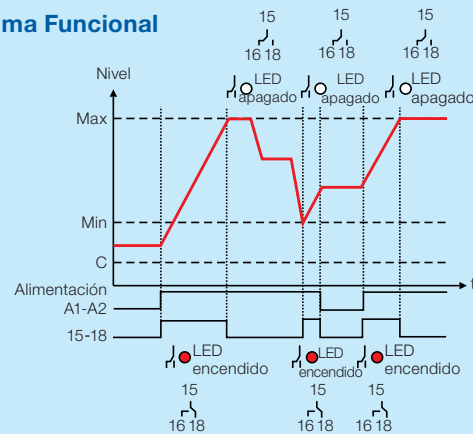 ma Funcional
15
16 18
15
16 18
15
16 18
Nivel
LED
apagado
LED
apagado
LED
apagado
Max
Min
C
t
Alimentación
A1-A2
15-18
LED
encendido
LED
encendido
LED
encendido
15
16 18
15
16 18
15
16 18